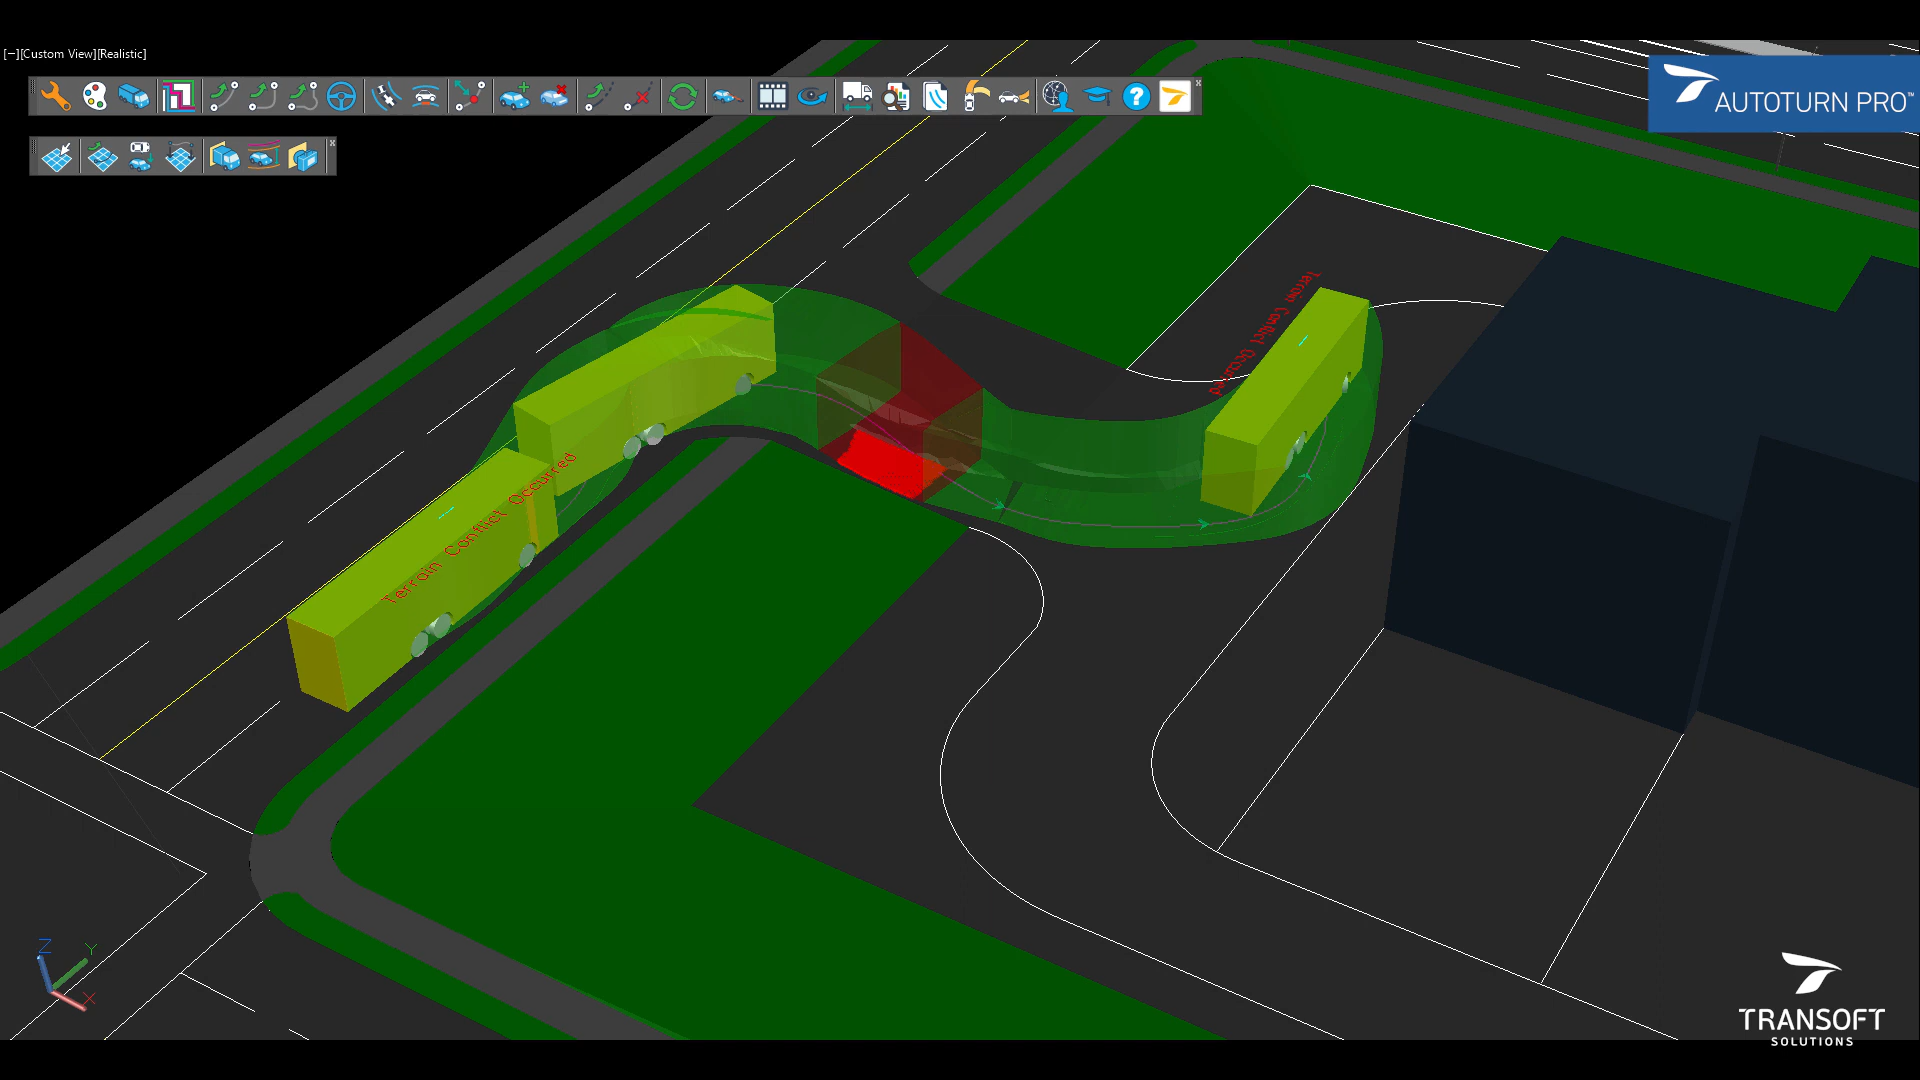 [−][Custom View][Realistic]
AUTOTURN PRO™
Terrain Conflict Occurred
Terrain Conflict Occurred
Z
Y
X
TRANSOFT
SOLUTIONS